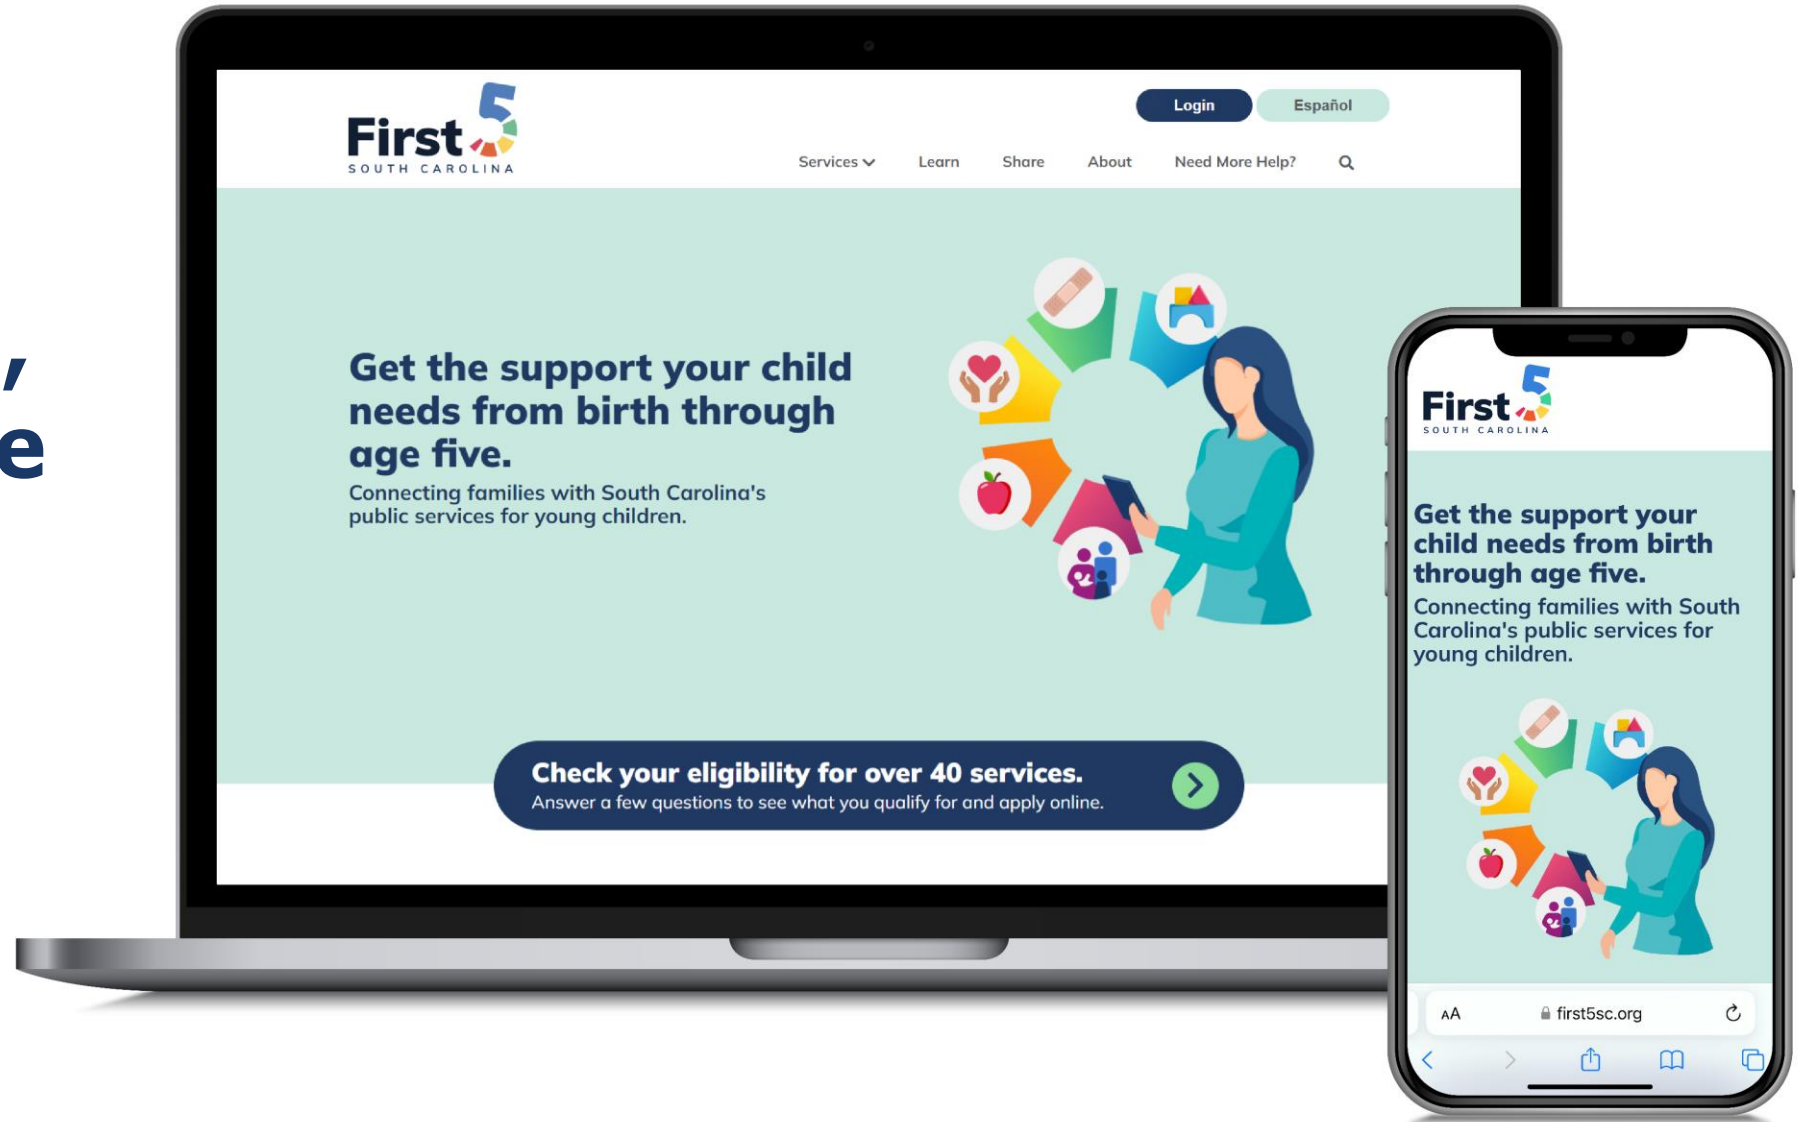 ,
e
First 5
SOUTH CAROLINA
Login
Español
Services
Learn
Share
About
Need More Help?
Get the support your child
needs from birth through
age five.
Connecting families with South Carolina's
public services for young children.
Check your eligibility for over 40 services.
Answer a few questions to see what you qualify for and apply online.
First 5
SOUTH CAROLINA
Get the support your
child needs from birth
through age five.
Connecting families with South
Carolina's public services for
young children.
AA
first5sc.org